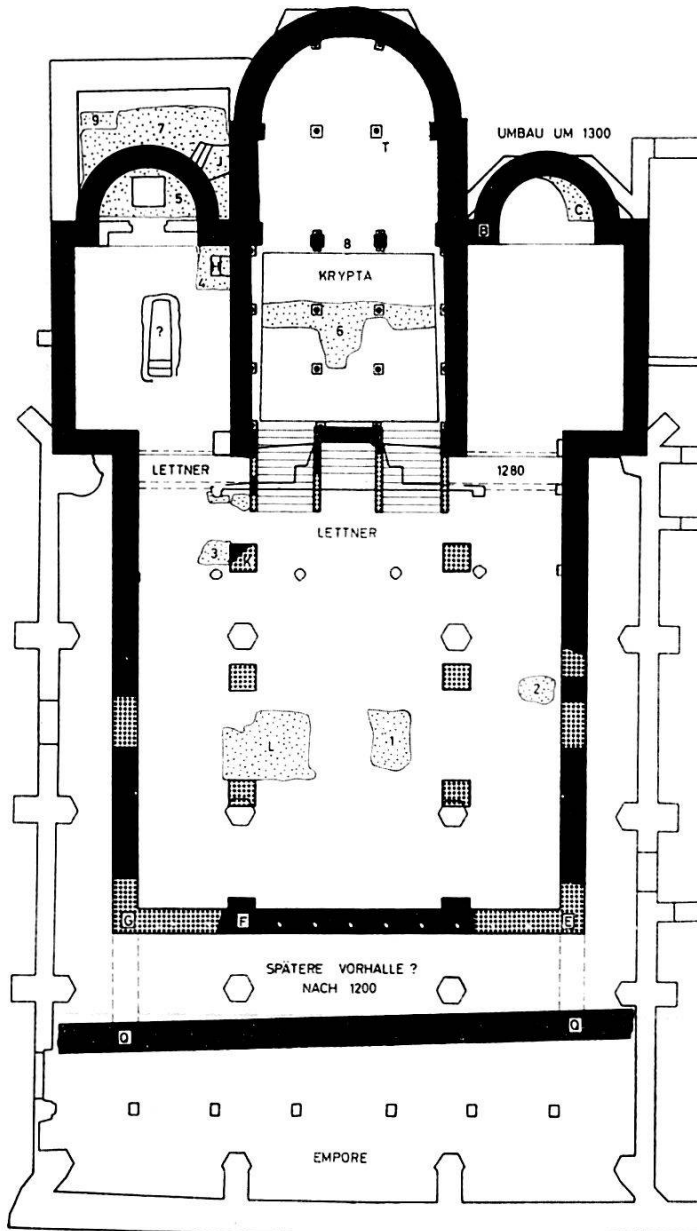 UMBAU UM 1300
9
7
J
T
5
C
B
8
H
4
KRYPTA
?
6
LETTNER
1280
LETTNER
3
K
2
L
1
G
F
E
SPÄTERE VORHALLE ?
NACH 1200
O
O
EMPORE